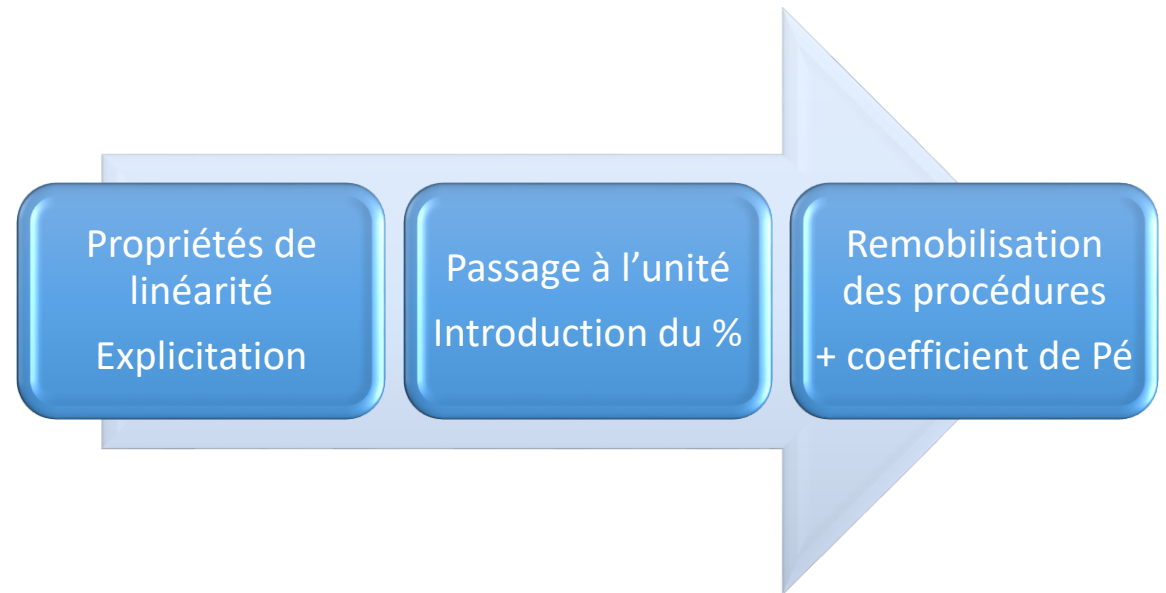 Propriétés de
linéarité
Explicitation
Passage à l’unité
Introduction du %
Remobilisation
des procédures
+ coefficient de Pé